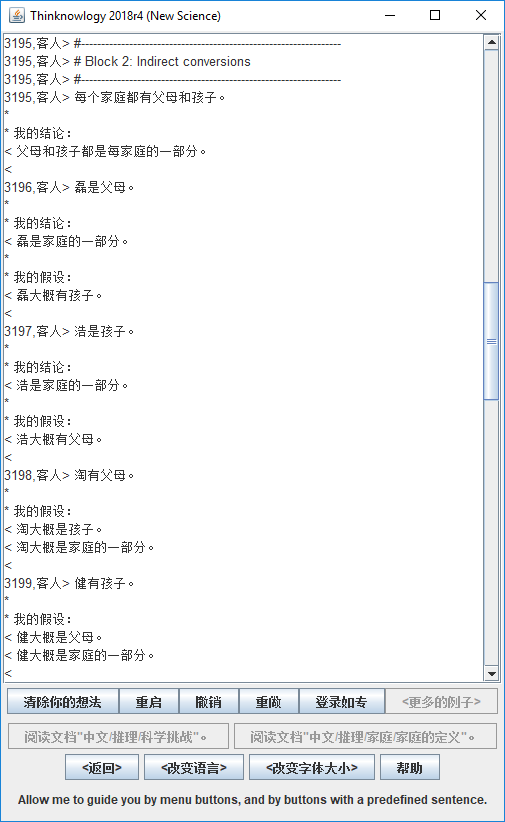 Thinknowlogy 2018r4 (New Science)
3195,客人> #----------------------------------------------------------------
3195,客人> # Block 2: Indirect conversions
3195,客人> #----------------------------------------------------------------
3195,客人> 每个家庭都有父母和孩子。
*
* 我的结论：
< 父母和孩子都是每家庭的一部分。
<
3196,客人> 磊是父母。
*
* 我的结论：
< 磊是家庭的一部分。
*
* 我的假设：
< 磊大概有孩子。
<
3197,客人> 浩是孩子。
*
* 我的结论：
< 浩是家庭的一部分。
*
* 我的假设：
< 浩大概有父母。
<
3198,客人> 淘有父母。
*
* 我的假设：
< 淘大概是孩子。
< 淘大概是家庭的一部分。
<
3199,客人> 健有孩子。
*
* 我的假设：
< 健大概是父母。
< 健大概是家庭的一部分。
<
清除你的想法 重启 撤销 重做 登录如专 <更多的例子>
阅读文档"中文/推理/科学挑战"。 阅读文档"中文/推理/家庭/家庭的定义"。
<返回> <改变语言> <改变字体大小> 帮助
Allow me to guide you by menu buttons, and by buttons with a predefined sentence.